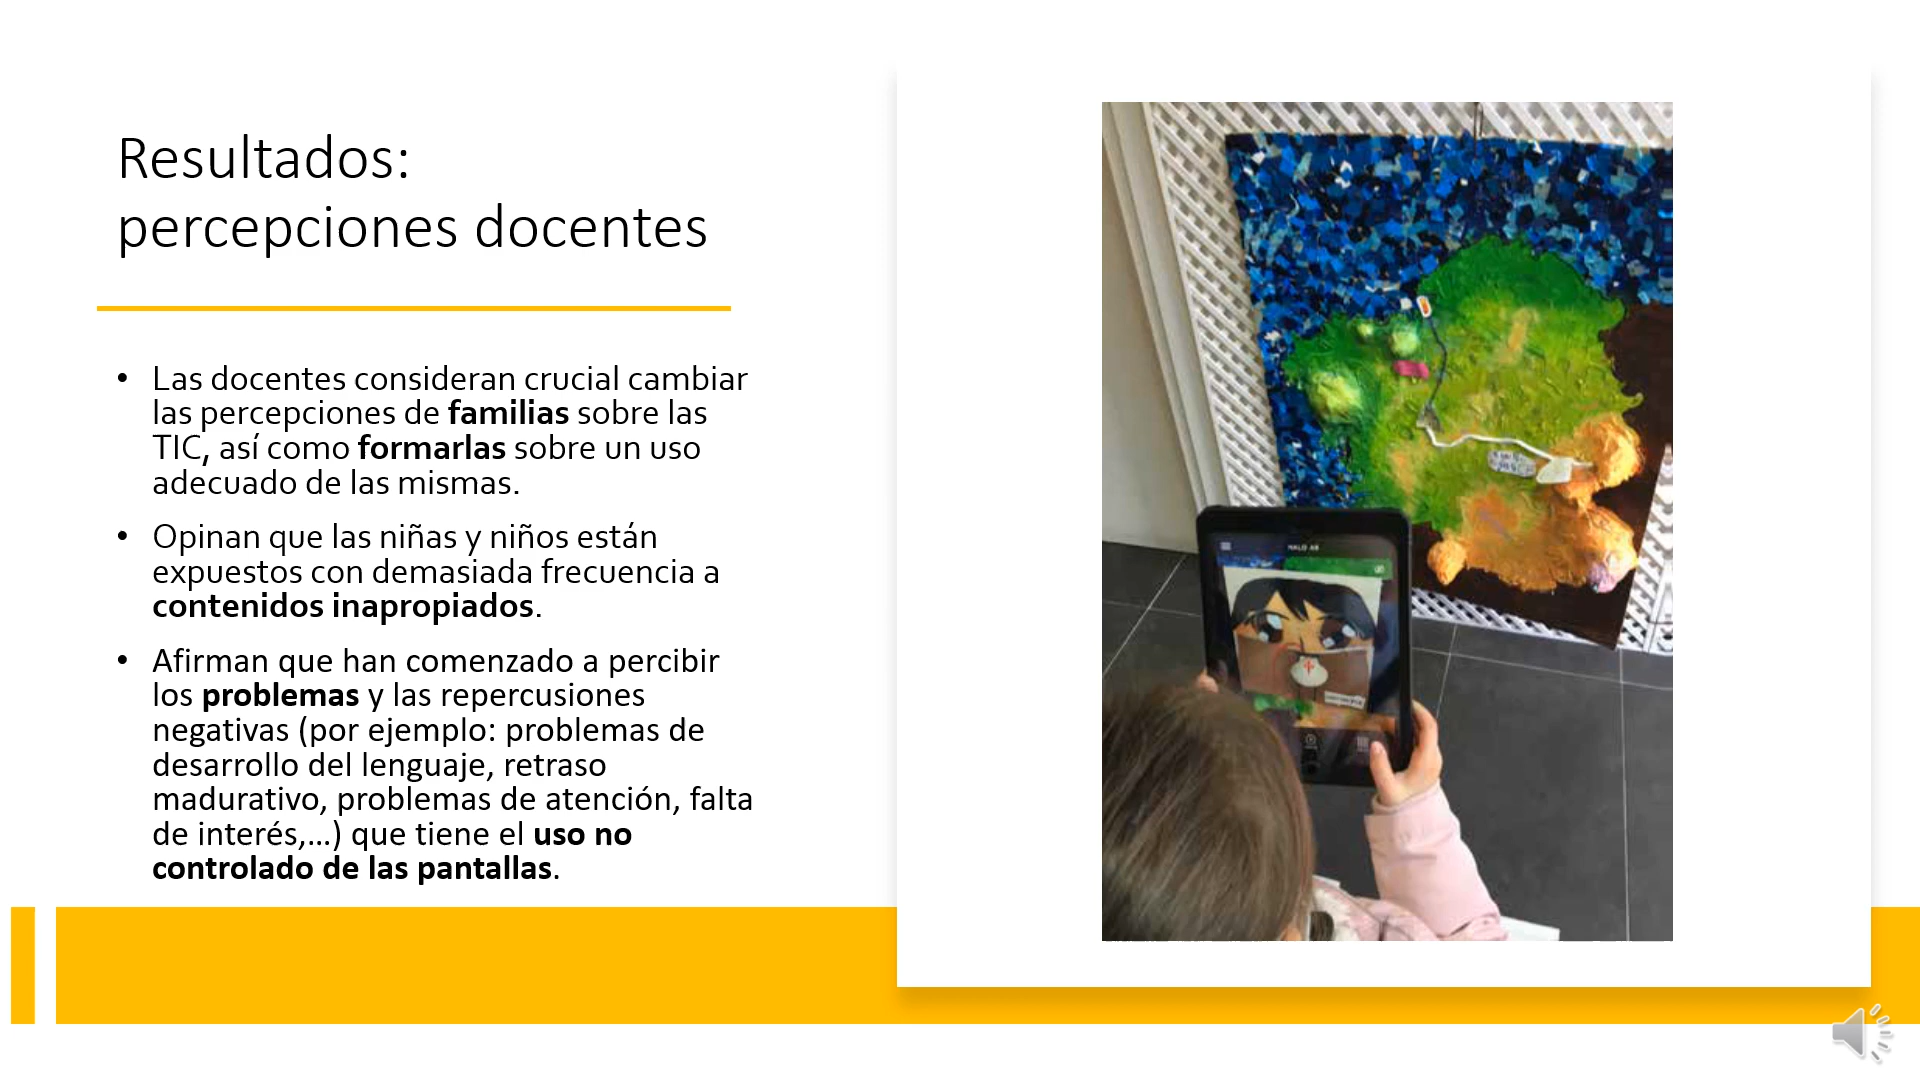 Resultados:
percepciones docentes
• Las docentes consideran crucial cambiar
las percepciones de familias sobre las
TIC, así como formarlas sobre un uso
adecuado de las mismas.
• Opinan que las niñas y niños están
expuestos con demasiada frecuencia a
contenidos inapropiados.
• Afirman que han comenzado a percibir
los problemas y las repercusiones
negativas (por ejemplo: problemas de
desarrollo del lenguaje, retraso
madurativo, problemas de atención, falta
de interés,...) que tiene el uso no
controlado de las pantallas.
HALO AR